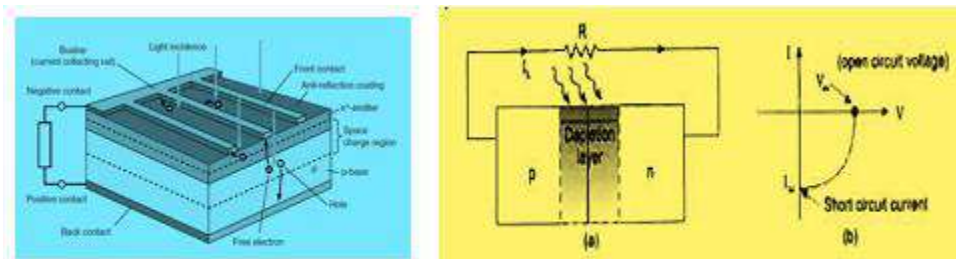 Busbar
(current collecting rail)
Light incidence
Front contact
Anti-reflection coating
Negative contact
n⁺-emitter
Space
charge region
p-base
Positive contact
Hole
Back contact
Free electron
R
I
Depletion
layer
p
n
(a)
I
(open circuit voltage)
V
Short circuit current
(b)